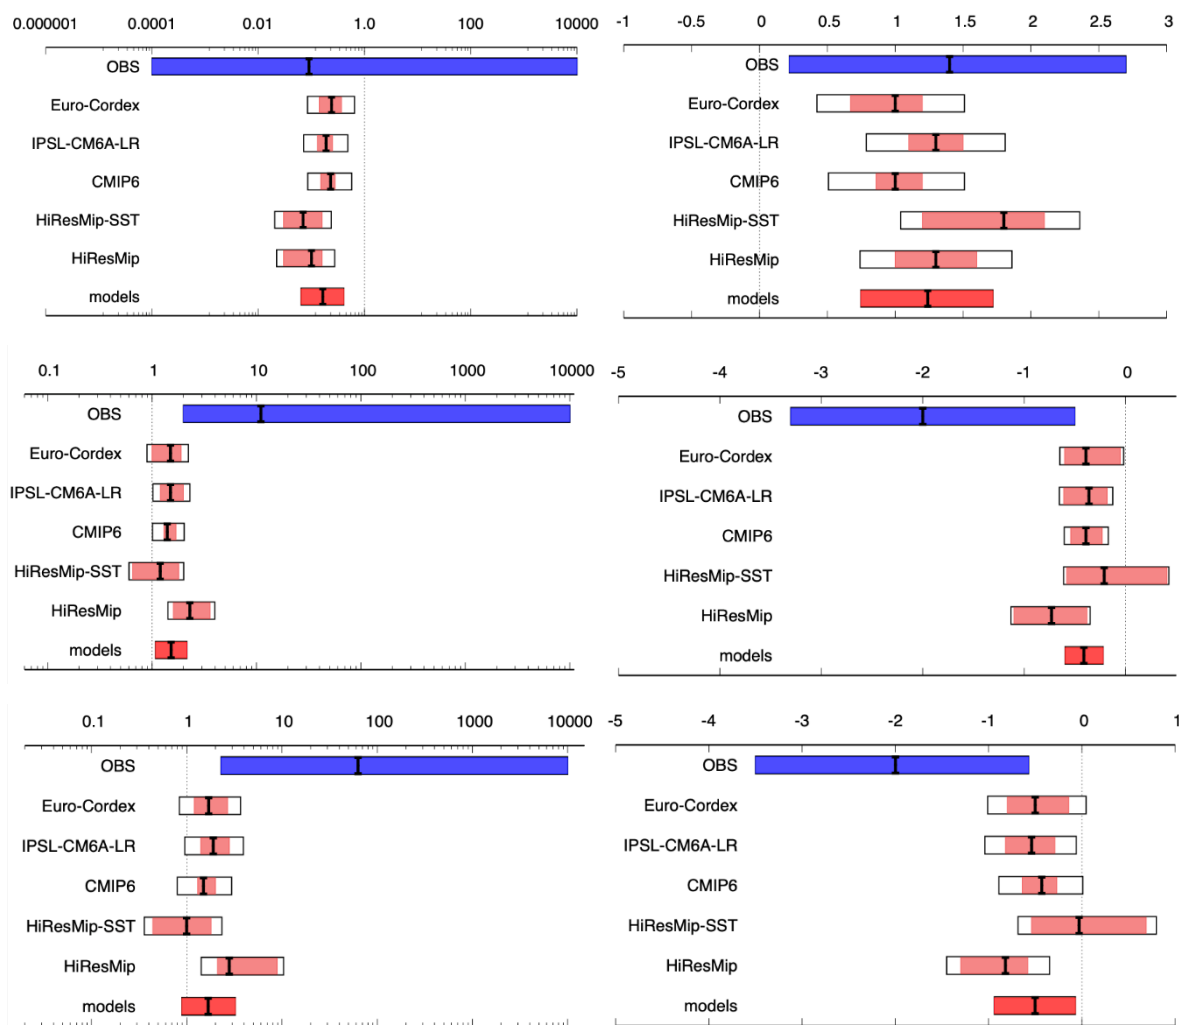 0.000001 0.0001 0.01 1.0 10000
OBS
Euro-Cordex
IPSL-CM6A-LR
CMIP6
HiResMip-SST
HiResMip
models
-1 0 0.5 1 1.5 2 2.5 3
OBS
Euro-Cordex
IPSL-CM6A-LR
CMIP6
HiResMip-SST
HiResMip
models
0.1 1 10 100 1000 10000
OBS
Euro-Cordex
IPSL-CM6A-LR
CMIP6
HiResMip-SST
HiResMip
models
-5 -4 -3 -2 -1 0
OBS
Euro-Cordex
IPSL-CM6A-LR
CMIP6
HiResMip-SST
HiResMip
models
0.1 1 10 100 10000
OBS
Euro-Cordex
IPSL-CM6A-LR
CMIP6
HiResMip-SST
HiResMip
models
-5 -4 -3 -2 -1 0 1
OBS
Euro-Cordex
IPSL-CM6A-LR
CMIP6
HiResMip-SST
HiResMip
models